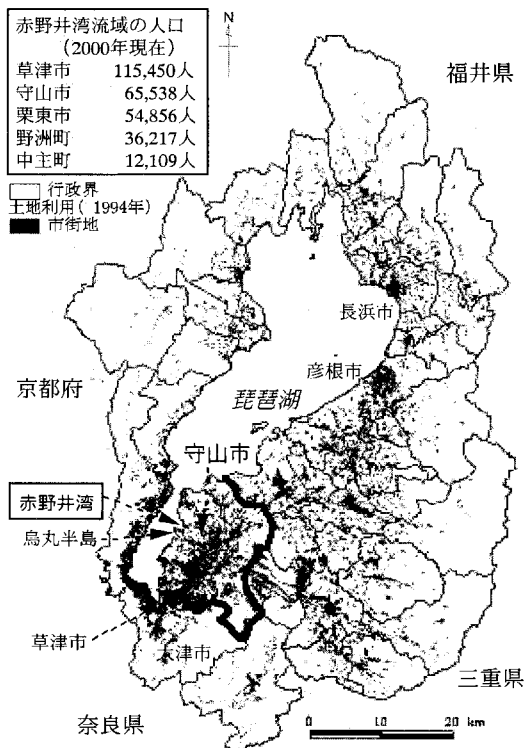 赤野井湾流域の人口
(2000年現在)
草津市 115,450人
守山市 65,538人
栗東市 54,856人
野洲町 36,217人
中主町 12,109人
行政界
土地利用( 1994年)
市街地
N
福井県
長浜市
彦根市
京都府
琵琶湖
守山市
赤野井湾
烏丸半島
草津市
大津市
三重県
奈良県
0 10 20 km